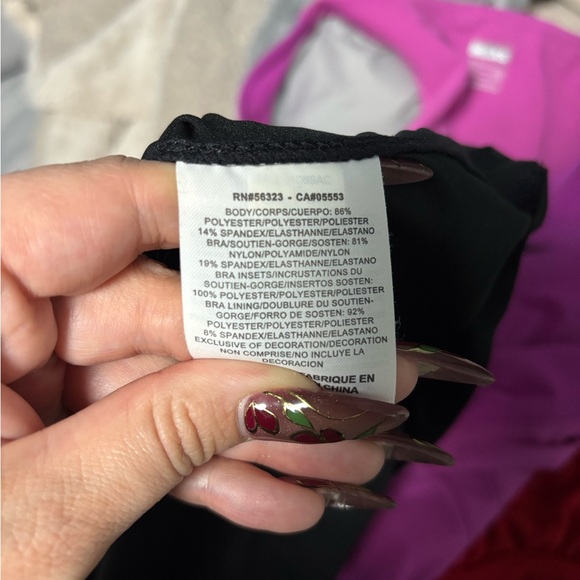 RN#56323 - CA#05553
BODY/CORPS/CUERPO: 86%
POLYESTER/POLYESTER/POLIESTER
14% SPANDEX/ELASTHANNE/ELASTANO
BRA/SOUTIEN-GORGE/SOSTEN: 81%
NYLON/POLYAMIDE/NYLON
19% SPANDEX/ELASTHANNE/ELASTANO
BRA INSETS/INCRUSTATIONS DU
SOUTIEN-GORGE/INSERTOS SOSTEN:
100% POLYESTER/POLYESTER/POLIESTER
BRA LINING/DOUBLURE DU SOUTIEN-
GORGE/FORRO DE SOSTEN: 92%
POLYESTER/POLYESTER/POLIESTER
8% SPANDEX/ELASTHANNE/ELASTANO
EXCLUSIVE OF DECORATION/DECORATION
NON COMPRISE/NO INCLUYE LA
DECORACION
FABRIQUE EN
CHINA